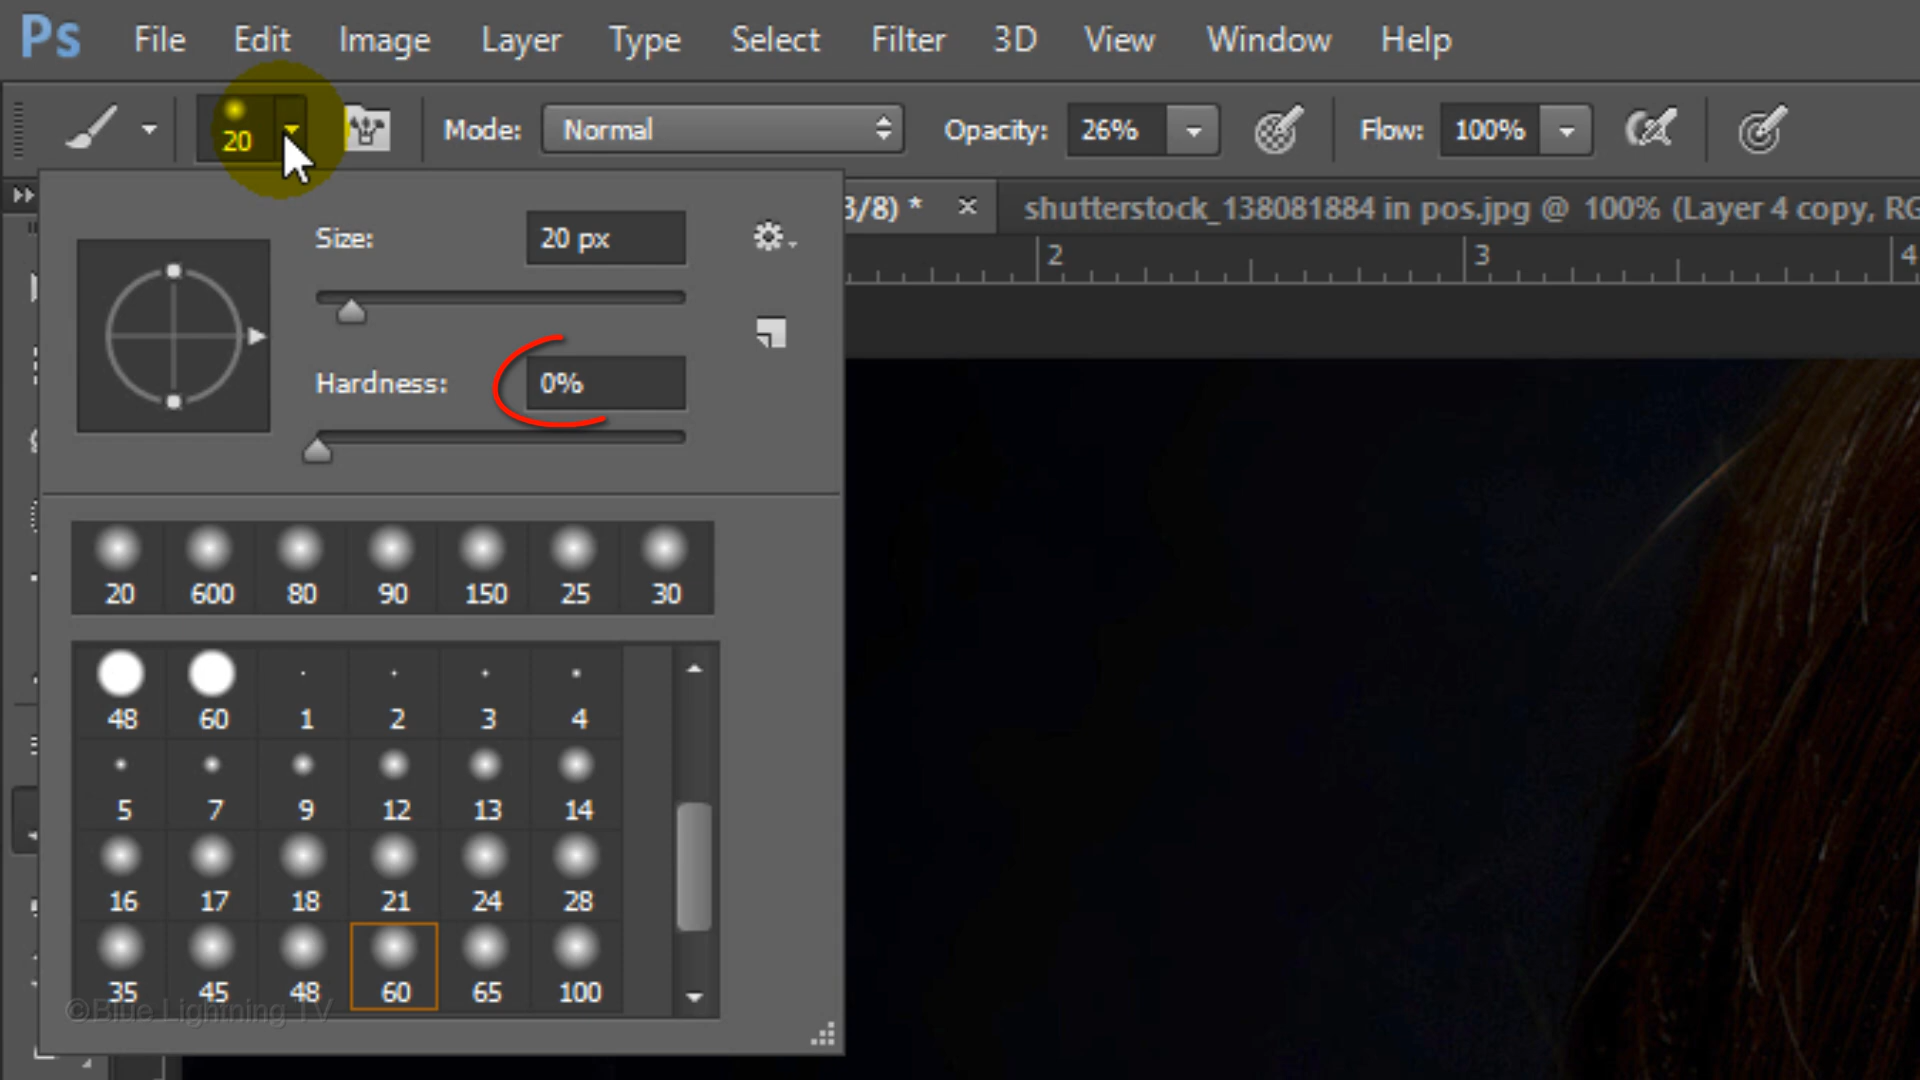 Ps File Edit Image Layer Type Select Filter 3D View Window Help
20 Mode: Normal Opacity: 26% Flow: 100%
3/8) * × shutterstock_138081884 in pos.jpg @ 100% (Layer 4 copy, RG
2 3 4
Size: 20 px
Hardness: 0%
20 600 80 90 150 25 30
48 60 1 2 3 4
5 7 9 12 13 14
16 17 18 21 24 28
35 45 48 60 65 100
©Blue Lightning TV